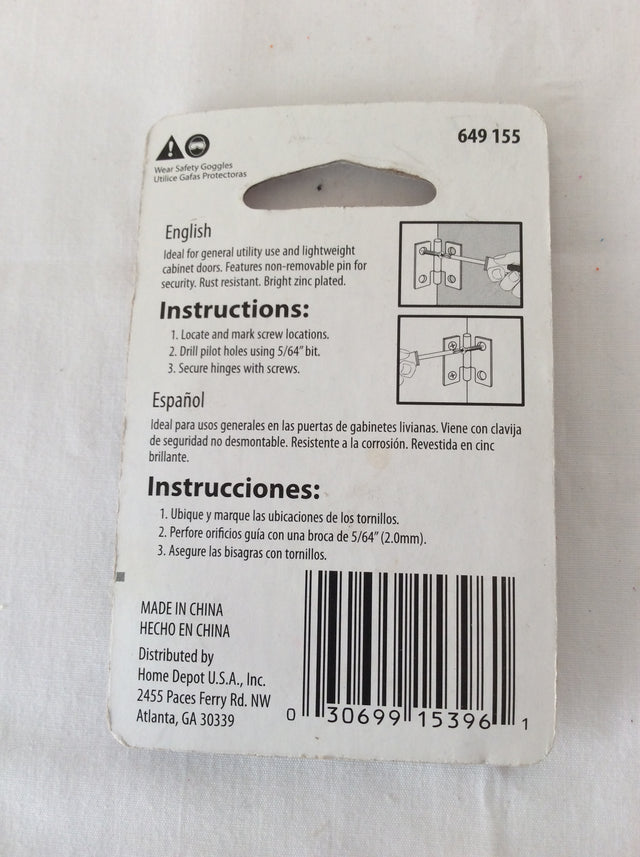 649 155
Wear Safety Goggles
Utilice Gafas Protectoras
English
Ideal for general utility use and lightweight
cabinet doors. Features non-removable pin for
security. Rust resistant. Bright zinc plated.
Instructions:
1. Locate and mark screw locations.
2. Drill pilot holes using 5/64" bit.
3. Secure hinges with screws.
Español
Ideal para usos generales en las puertas de gabinetes livianas. Viene con clavija
de seguridad no desmontable. Resistente a la corrosión. Revestida en cinc
brillante.
Instrucciones:
1. Ubique y marque las ubicaciones de los tornillos.
2. Perfore orificios guía con una broca de 5/64" (2.0mm).
3. Asegure las bisagras con tornillos.
MADE IN CHINA
HECHO EN CHINA
Distributed by
Home Depot U.S.A., Inc.
2455 Paces Ferry Rd. NW
Atlanta, GA 30339
0 30699 15396 1